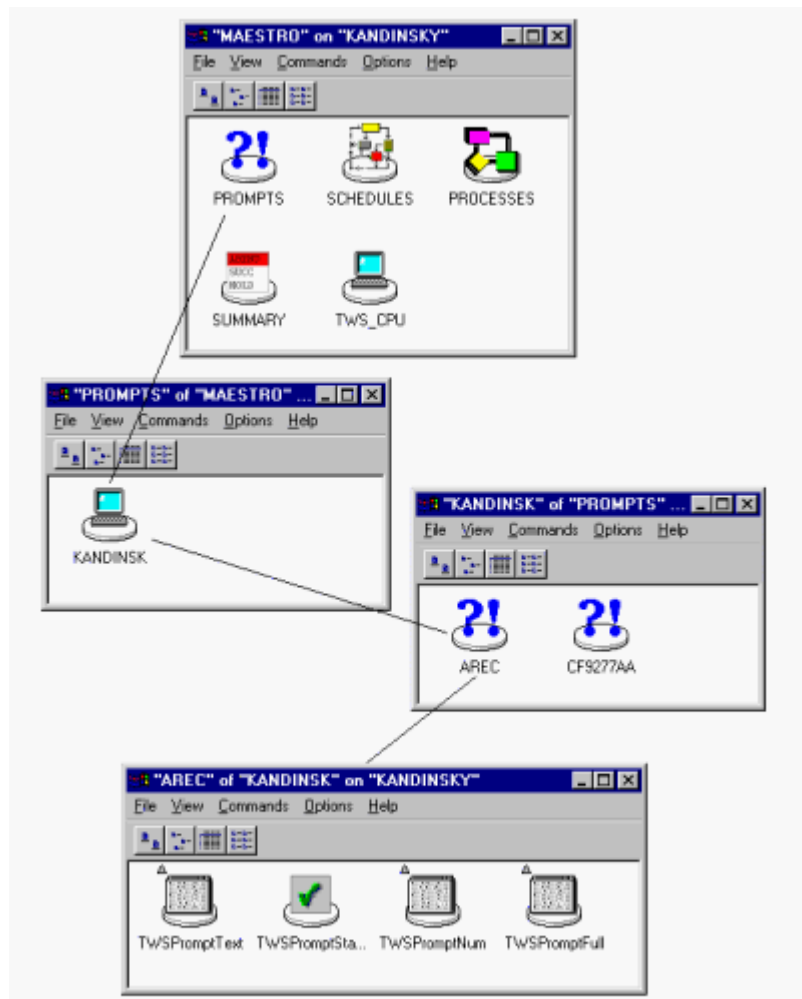 "MAESTRO" on "KANDINSKY"
File View Commands Options Help
PROMPTS SCHEDULES PROCESSES
SUCC
HOLD
SUMMARY TWS_CPU
"PROMPTS" of "MAESTRO" ...
File View Commands Options Help
KANDINSK
"KANDINSK" of "PROMPTS" ...
File View Commands Options Help
AREC CF9277AA
"AREC" of "KANDINSK" on "KANDINSKY"
File View Commands Options Help
TWSPromptText TWSPromptSta... TWSPromptNum TWSPromptFull